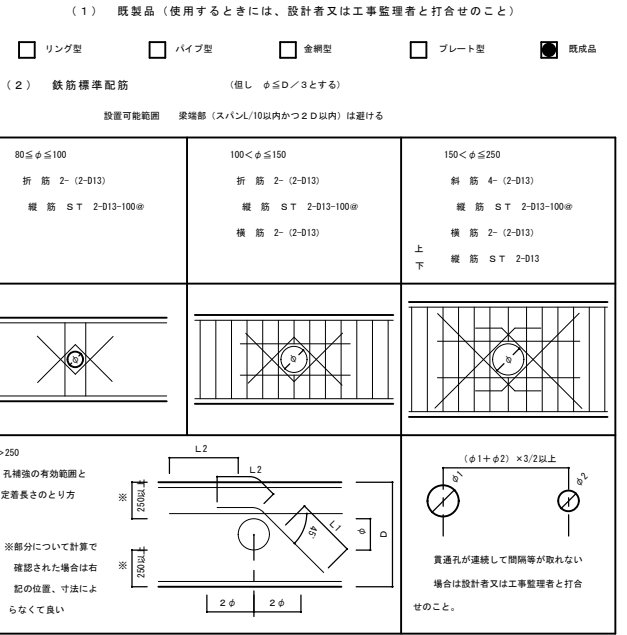 （１）　既製品（使用するときには、設計者又は工事監理者と打合せのこと）
リング型　パイプ型　金網型　プレート型　既成品
（２）　鉄筋標準配筋　（但し　φ≦Ｄ／３とする）
設置可能範囲　梁端部（スパンL/10以内かつ２Ｄ以内）は避ける
80≦φ≦100
折　筋　2-（2-D13）
縦　筋　ＳＴ　2-D13-100@
100＜φ≦150
折　筋　2-（2-D13）
縦　筋　ＳＴ　2-D13-100@
横　筋　2-（2-D13）
150＜φ≦250
斜　筋　4-（2-D13）
縦　筋　ＳＴ　2-D13-100@
横　筋　2-（2-D13）
上
下　縦　筋　ＳＴ　2-D13
φ
φ
φ
>250
孔補強の有効範囲と
定着長さのとり方
※部分について計算で
確認された場合は右
記の位置、寸法によ
らなくて良い
Ｌ２
Ｌ２
※
250以上
※
250以上
45°
Ｌ１
φ
Ｄ
２φ　２φ
（φ１＋φ２）×3/2以上
φ１
φ２
貫通孔が連続して間隔等が取れない
場合は設計者又は工事監理者と打合
せのこと。